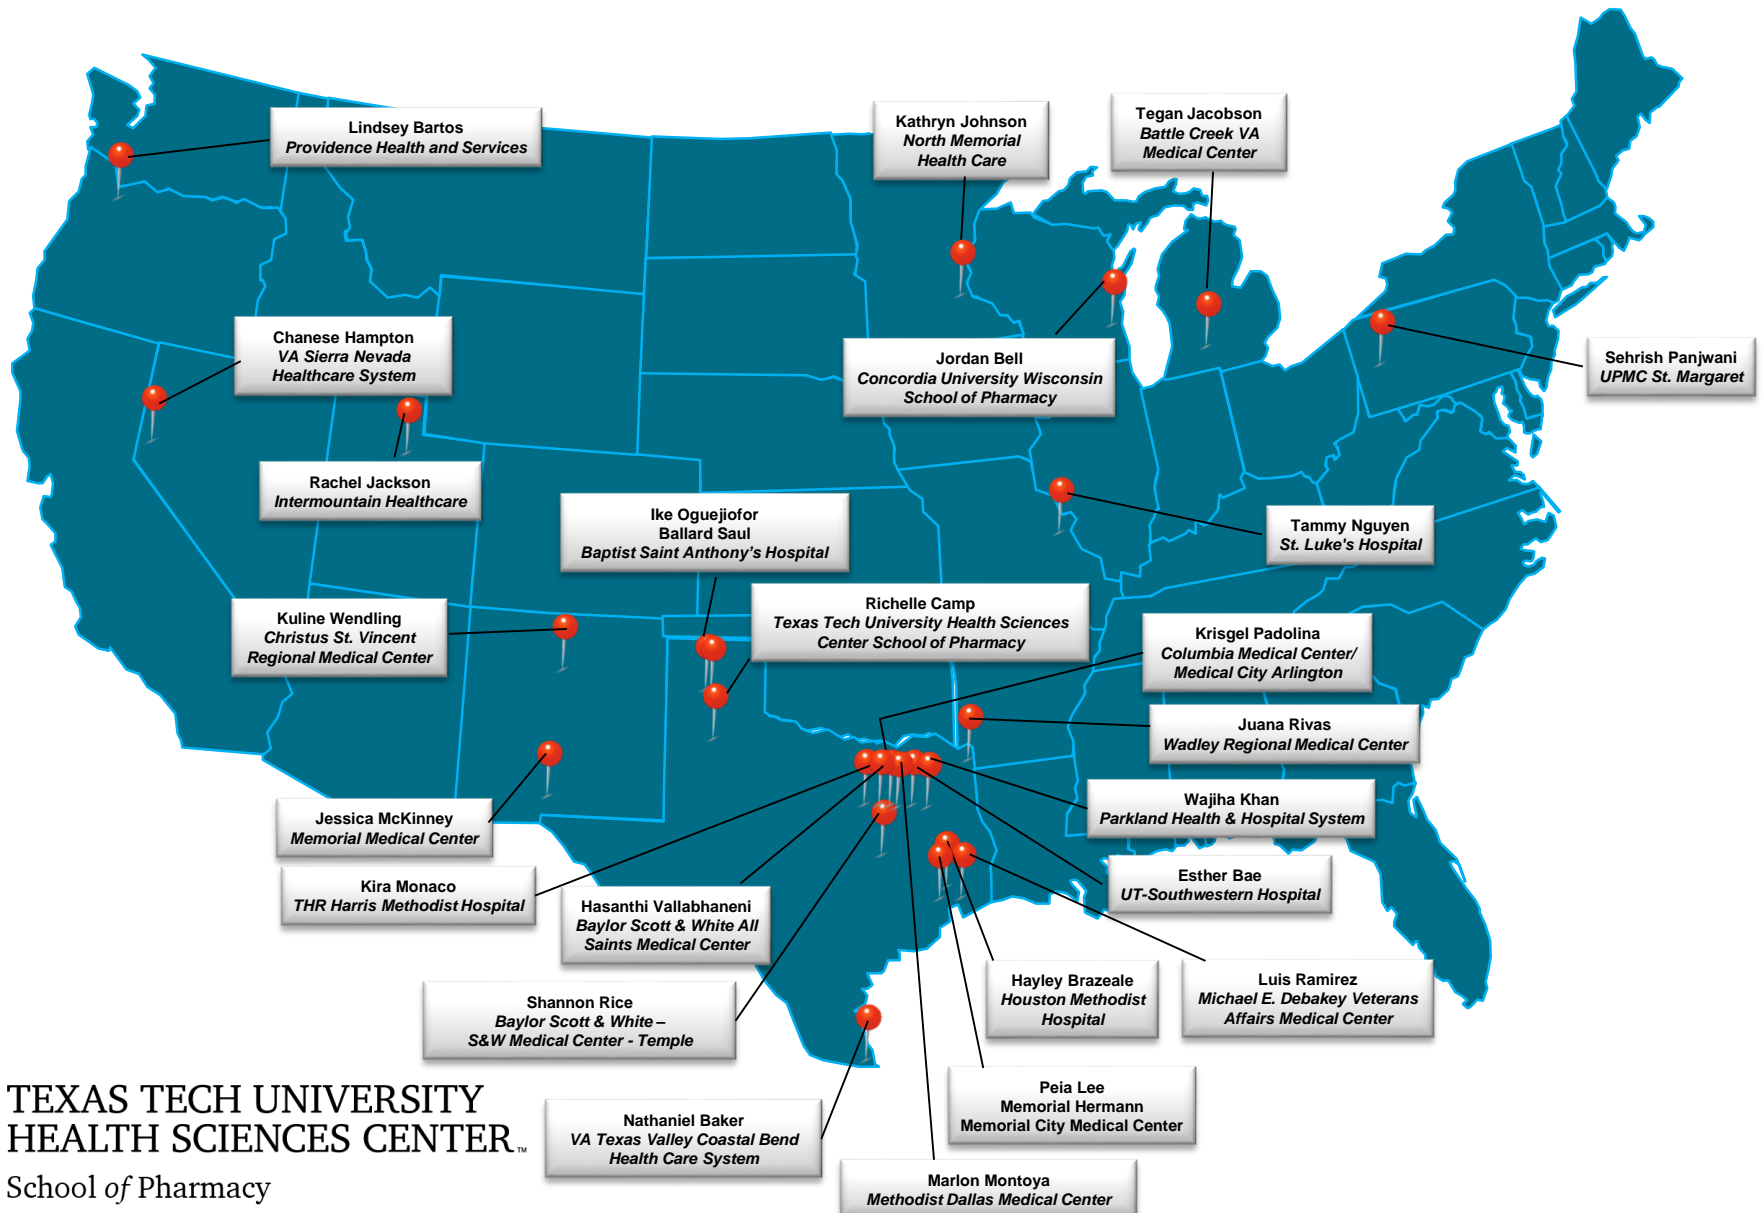 Lindsey Bartos
Providence Health and Services
Kathryn Johnson
North Memorial
Health Care
Tegan Jacobson
Battle Creek VA
Medical Center
Chanese Hampton
VA Sierra Nevada
Healthcare System
Jordan Bell
Concordia University Wisconsin
School of Pharmacy
Sehrish Panjwani
UPMC St. Margaret
Rachel Jackson
Intermountain Healthcare
Ike Oguejiofor
Ballard Saul
Baptist Saint Anthony's Hospital
Tammy Nguyen
St. Luke's Hospital
Kuline Wendling
Christus St. Vincent
Regional Medical Center
Richelle Camp
Texas Tech University Health Sciences
Center School of Pharmacy
Krisgel Padolina
Columbia Medical Center/
Medical City Arlington
Juana Rivas
Wadley Regional Medical Center
Jessica McKinney
Memorial Medical Center
Wajiha Khan
Parkland Health & Hospital System
Kira Monaco
THR Harris Methodist Hospital
Hasanthi Vallabhaneni
Baylor Scott & White All
Saints Medical Center
Esther Bae
UT-Southwestern Hospital
Shannon Rice
Baylor Scott & White –
S&W Medical Center - Temple
Hayley Brazeale
Houston Methodist
Hospital
Luis Ramirez
Michael E. Debakey Veterans
Affairs Medical Center
Peia Lee
Memorial Hermann
Memorial City Medical Center
Nathaniel Baker
VA Texas Valley Coastal Bend
Health Care System
Marlon Montoya
Methodist Dallas Medical Center
TEXAS TECH UNIVERSITY
HEALTH SCIENCES CENTER™
School of Pharmacy